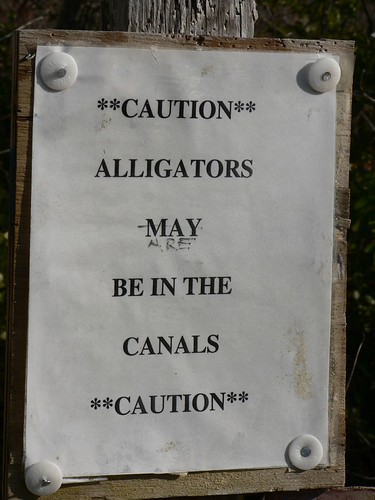 **CAUTION**
ALLIGATORS
MAY
ARE
BE IN THE
CANALS
**CAUTION**